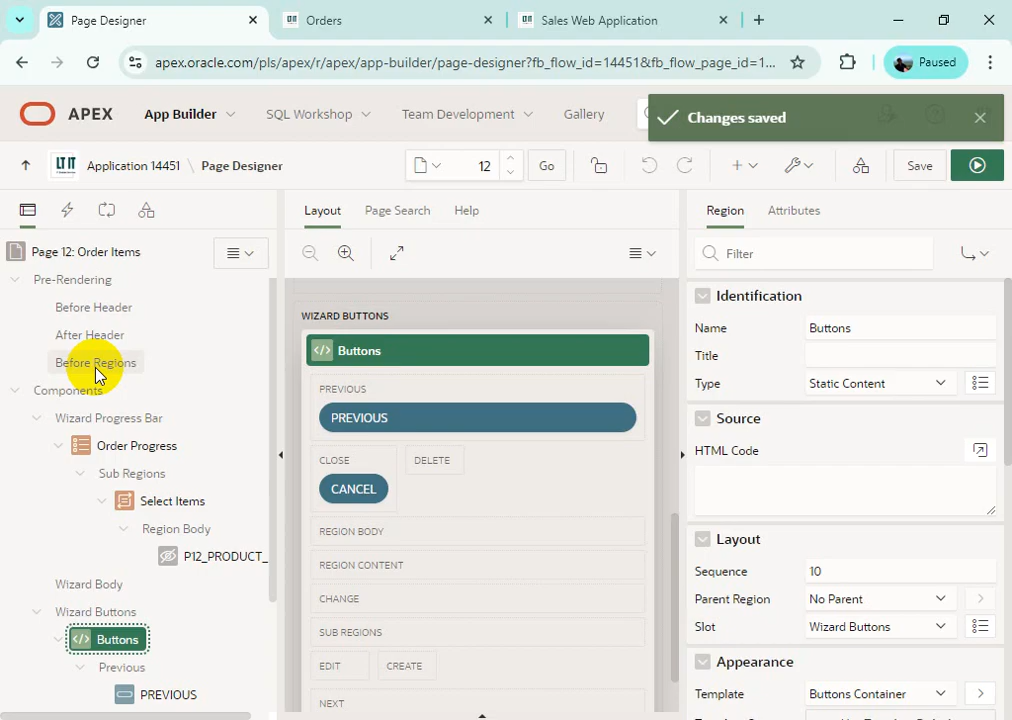 Page Designer
Orders
Sales Web Application
apex.oracle.com/pls/apex/r/apex/app-builder/page-designer?fb_flow_id=14451&fb_flow_page_id=1...
Paused
APEX
App Builder
SQL Workshop
Team Development
Gallery
Changes saved
LT IT
Application 14451
\
Page Designer
12
Go
Save
Layout
Page Search
Help
Region
Attributes
Page 12: Order Items
Pre-Rendering
Before Header
After Header
Before Regions
Components
Wizard Progress Bar
Order Progress
Sub Regions
Select Items
Region Body
P12_PRODUCT_
Wizard Body
Wizard Buttons
Buttons
Previous
PREVIOUS
WIZARD BUTTONS
Buttons
PREVIOUS
PREVIOUS
CLOSE
DELETE
CANCEL
REGION BODY
REGION CONTENT
CHANGE
SUB REGIONS
EDIT
CREATE
NEXT
Filter
Identification
Name
Buttons
Title
Type
Static Content
Source
HTML Code
Layout
Sequence
10
Parent Region
No Parent
Slot
Wizard Buttons
Appearance
Template
Buttons Container